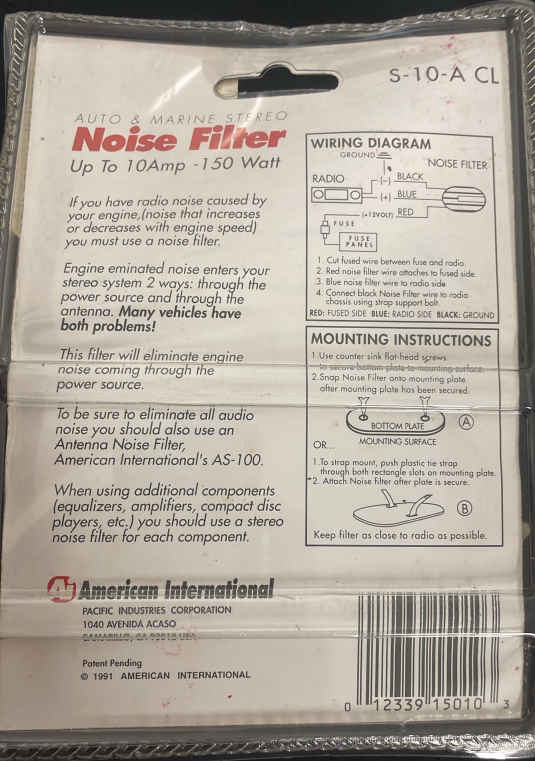 S-10-A CL
AUTO & MARINE STEREO
Noise Filter
Up To 10Amp -150 Watt
If you have radio noise caused by
your engine,(noise that increases
or decreases with engine speed)
you must use a noise filter.
Engine eminated noise enters your
stereo system 2 ways: through the
power source and through the
antenna. Many vehicles have
both problems!
This filter will eliminate engine
noise coming through the
power source.
To be sure to eliminate all audio
noise you should also use an
Antenna Noise Filter,
American International's AS-100.
When using additional components
(equalizers, amplifiers, compact disc
players, etc.) you should use a stereo
noise filter for each component.
WIRING DIAGRAM
GROUND
NOISE FILTER
RADIO
(-) BLACK
(+) BLUE
(+12VOLT) RED
FUSE
FUSE
PANEL
1. Cut fused wire between fuse and radio.
2. Red noise filter wire attaches to fused side.
3. Blue noise filter wire to radio side
4. Connect black Noise Filter wire to radio
chassis using strap support bolt.
RED: FUSED SIDE BLUE: RADIO SIDE BLACK: GROUND
MOUNTING INSTRUCTIONS
1.Use counter sink flat-head screws
to secure bottom plate to mounting surface.
2.Snap Noise Filter onto mounting plate
after mounting plate has been secured.
BOTTOM PLATE
A
OR...
MOUNTING SURFACE
1.To strap mount, push plastic tie strap
through both rectangle slots on mounting plate.
*2. Attach Noise filter after plate is secure.
B
Keep filter as close to radio as possible.
Ai American International
PACIFIC INDUSTRIES CORPORATION
1040 AVENIDA ACASO
CAMARILLO, CA 93012 USA
Patent Pending
© 1991 AMERICAN INTERNATIONAL
0 12339 15010 3